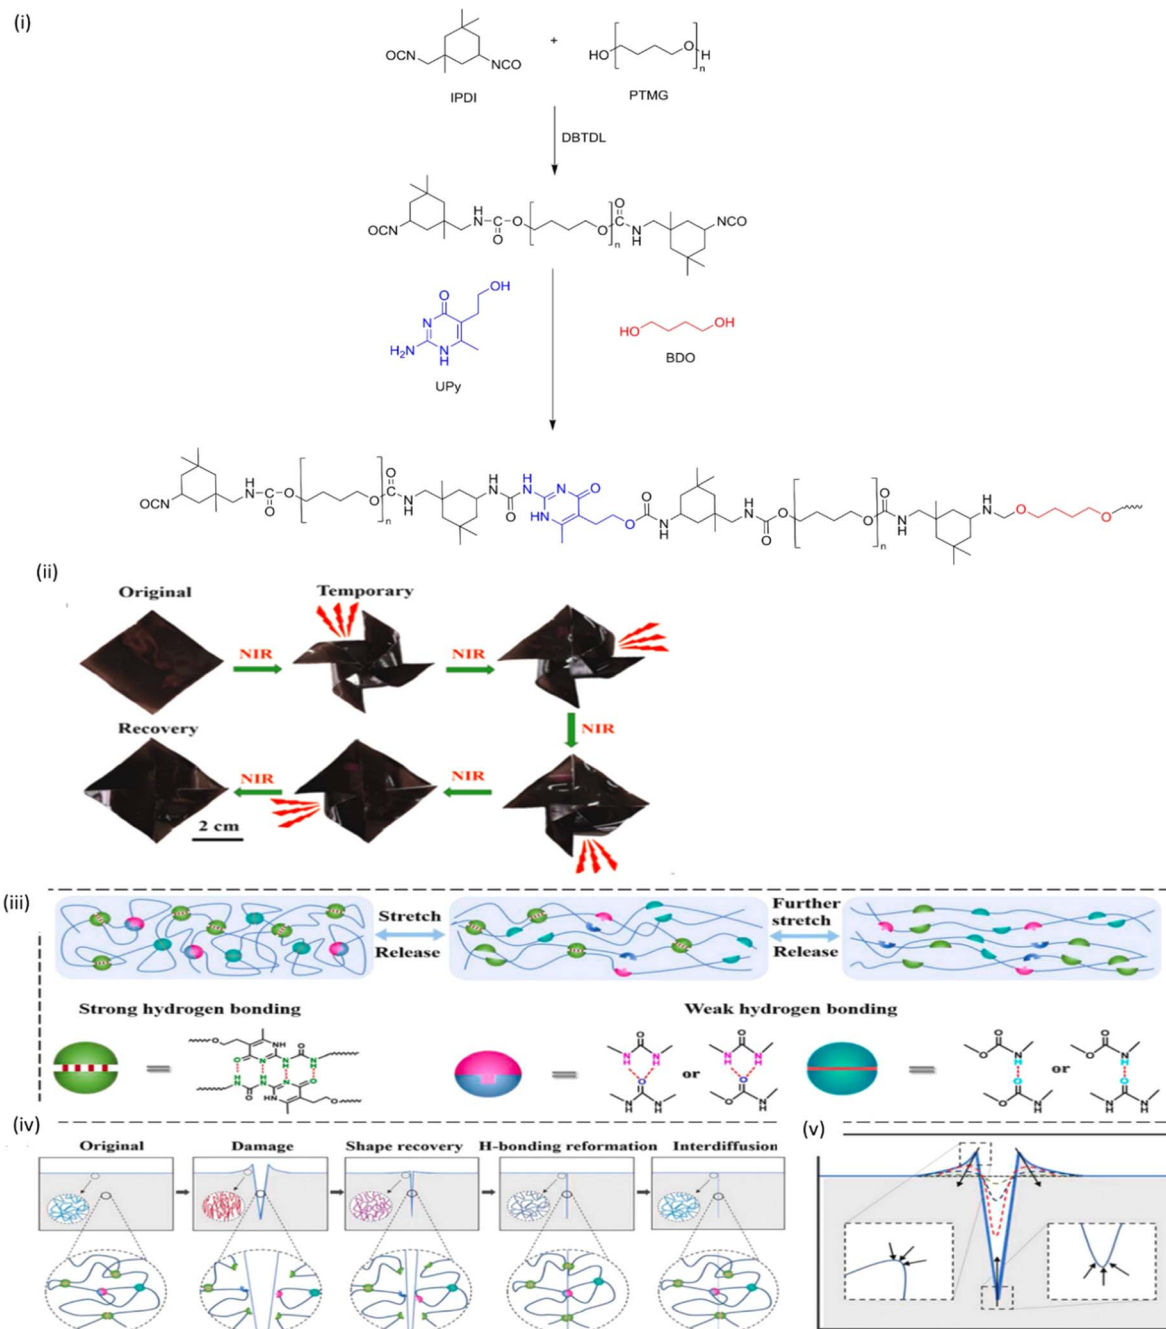 (i)
OCN
NCO
IPDI
+
HO
O
H
n
PTMG
DBTDL
OCN
H
N
C
O
O
O
n
O
C
N
H
NCO
O
OH
N
H2N
N
H
UPy
HO
OH
BDO
OCN
H
N
C
O
O
O
n
O
C
N
H
H
N
C
O
H
N
N
O
HN
O
O
C
N
H
H
N
C
O
O
O
n
O
C
N
H
H
N
O
O
(ii)
Original
Temporary
NIR
NIR
NIR
Recovery
NIR
NIR
2 cm
(iii)
Stretch
Release
Further
stretch
Release
Strong hydrogen bonding
Weak hydrogen bonding
or
or
(iv)
Original
Damage
Shape recovery
H-bonding reformation
Interdiffusion
(v)